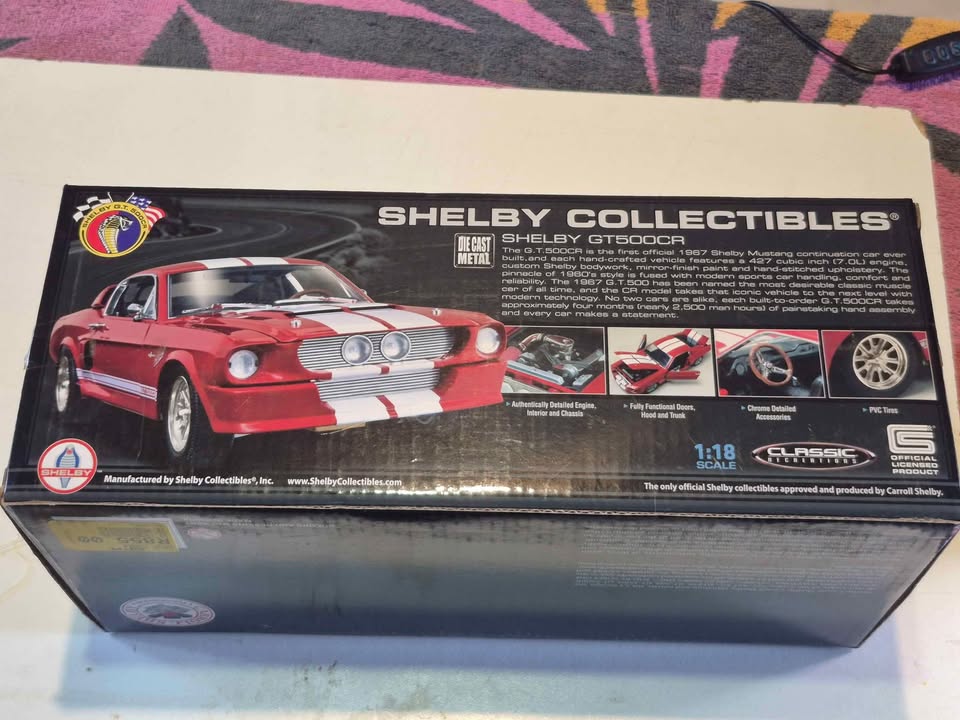 SHELBY G.T. 500CR
SHELBY COLLECTIBLES®
DIE CAST
METAL
SHELBY GT500CR
The G.T.500CR is the first official 1967 Shelby Mustang continuation car ever
built,and each hand-crafted vehicle features a 427 cubic inch (7.0L) engine,
custom Shelby bodywork, mirror-finish paint and hand-stitched upholstery. The
pinnacle of 1960's style is fused with modern sports car handling, comfort and
reliability. The 1967 G.T.500 has been named the most desirable classic muscle
car of all time, and the CR model takes that iconic vehicle to the next level with
modern technology. No two cars are alike, each built-to-order G.T.500CR takes
approximately four months (nearly 2,500 man hours) of painstaking hand assembly
and every car makes a statement.
Authentically Detailed Engine,
Interior and Chassis
Fully Functional Doors,
Hood and Trunk
Chrome Detailed
Accessories
PVC Tires
1:18
SCALE
CLASSIC
RECREATIONS
OFFICIAL
LICENSED
PRODUCT
SHELBY™
Manufactured by Shelby Collectibles®, Inc.
www.ShelbyCollectibles.com
The only official Shelby collectibles approved and produced by Carroll Shelby.